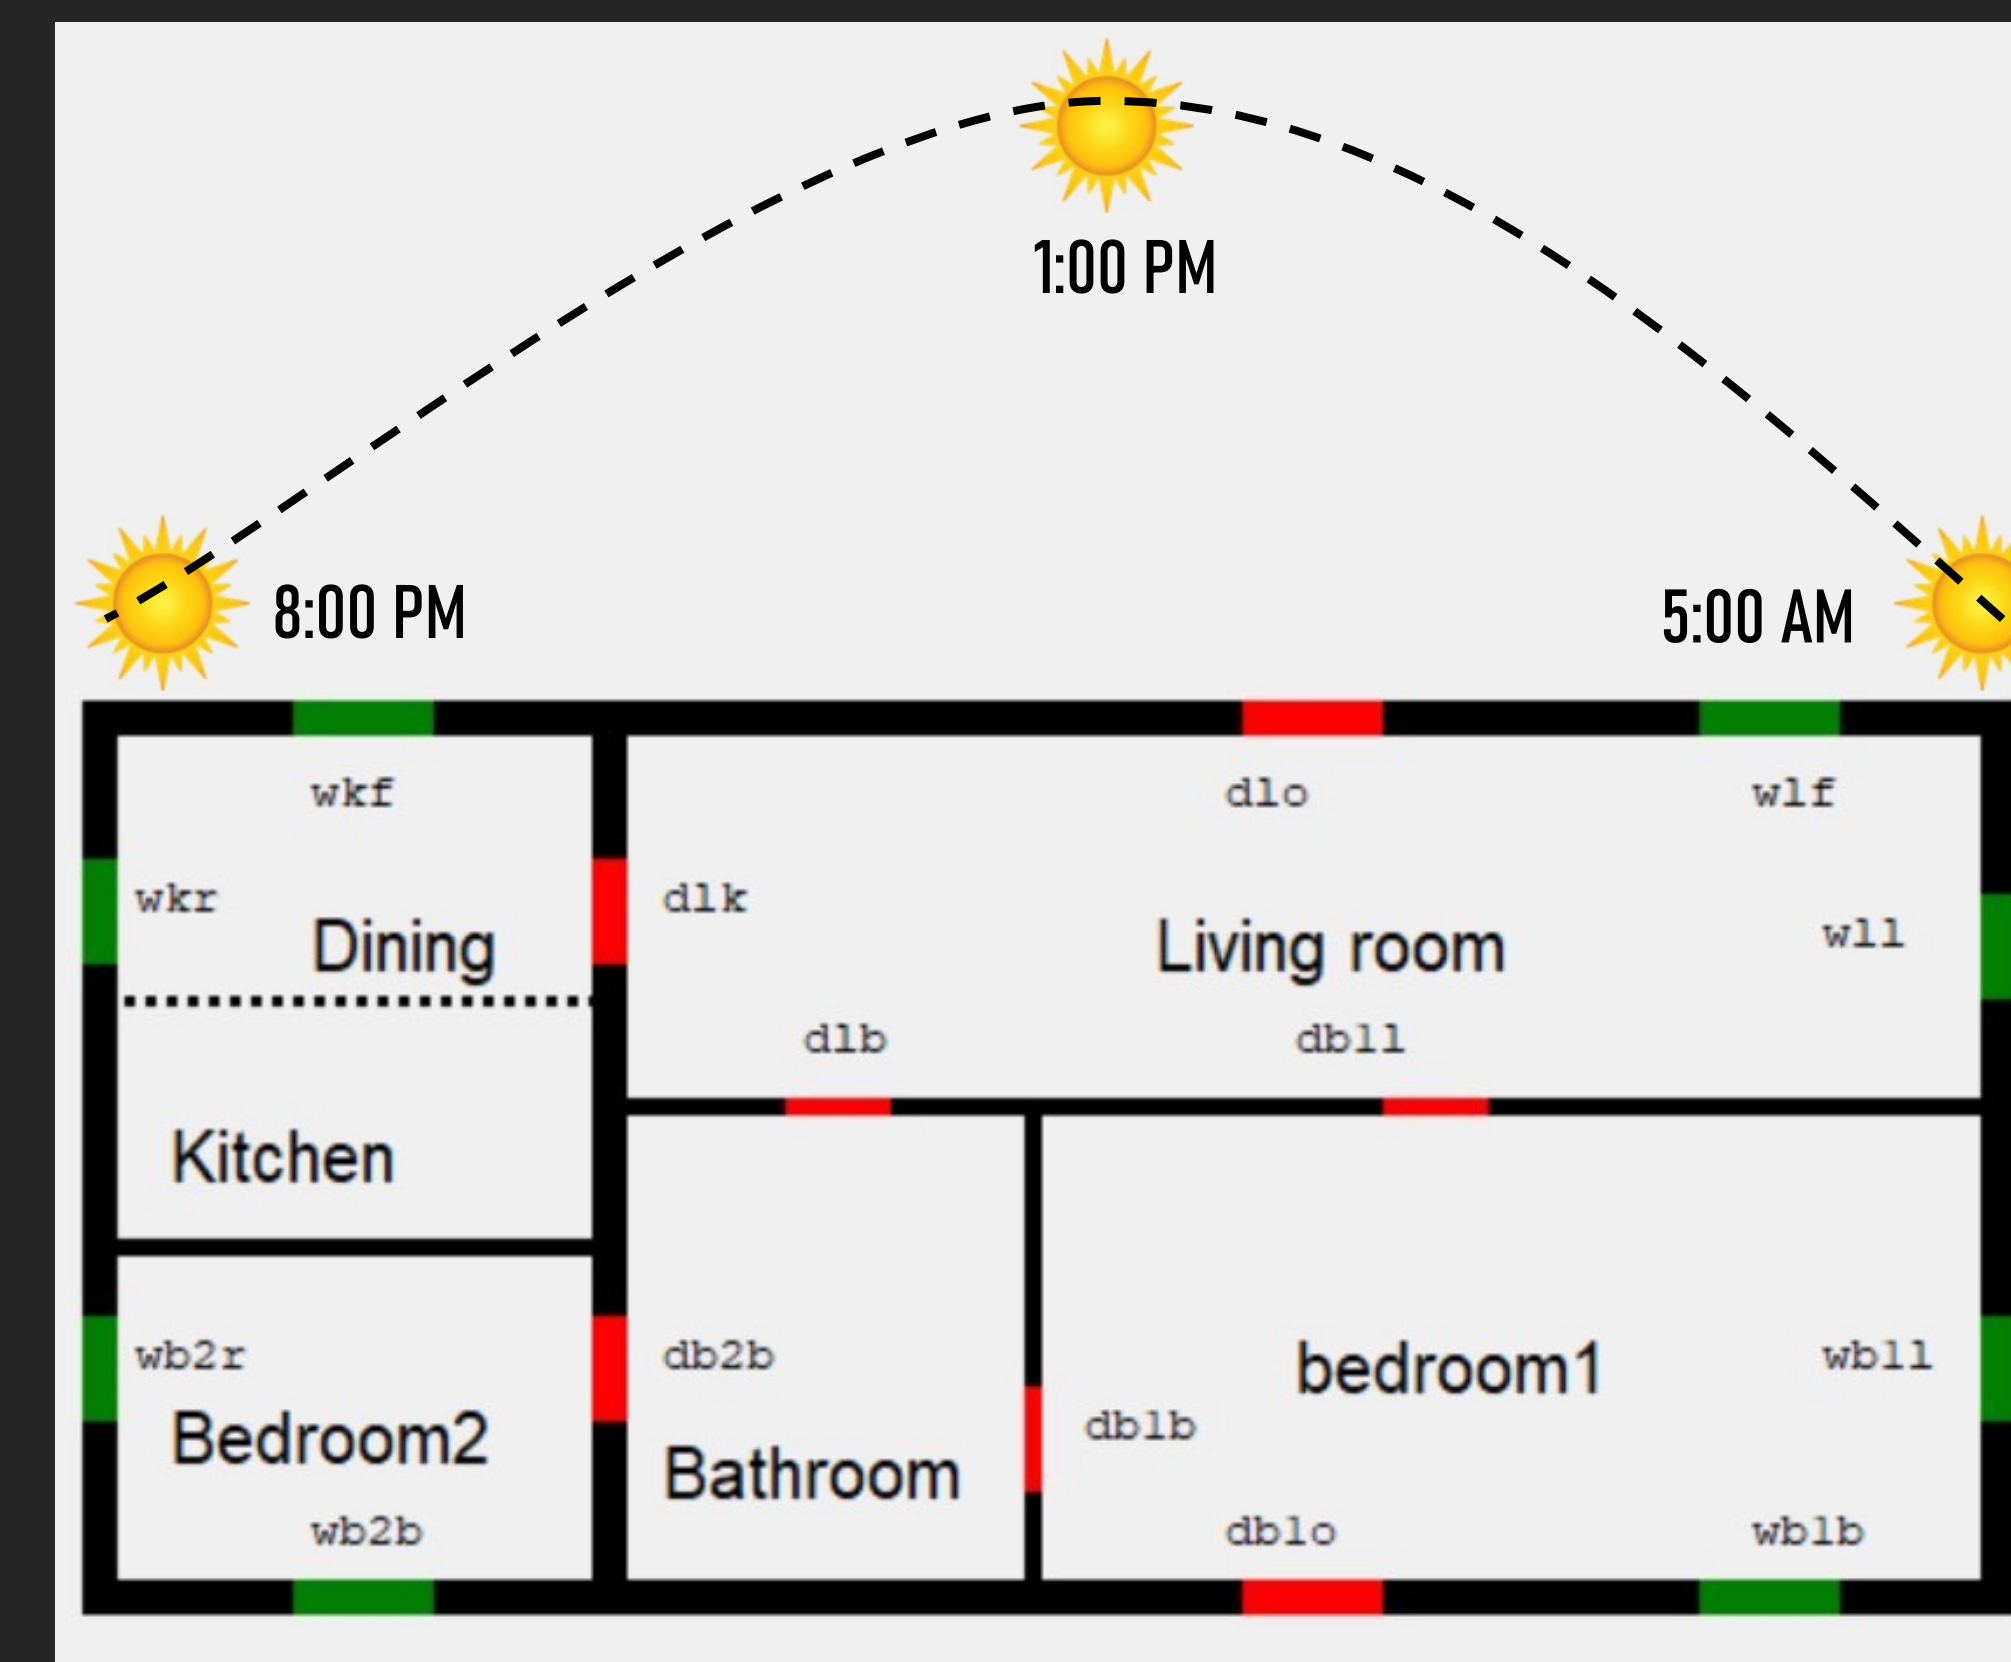 1:00 PM
8:00 PM
5:00 AM
wkf
dlo
wlf
wkr
dlk
Dining
Living room
wll
dlb
dbll
Kitchen
wb2r
db2b
bedroom1
wbll
Bedroom2
dblb
Bathroom
wb2b
dblo
wblb